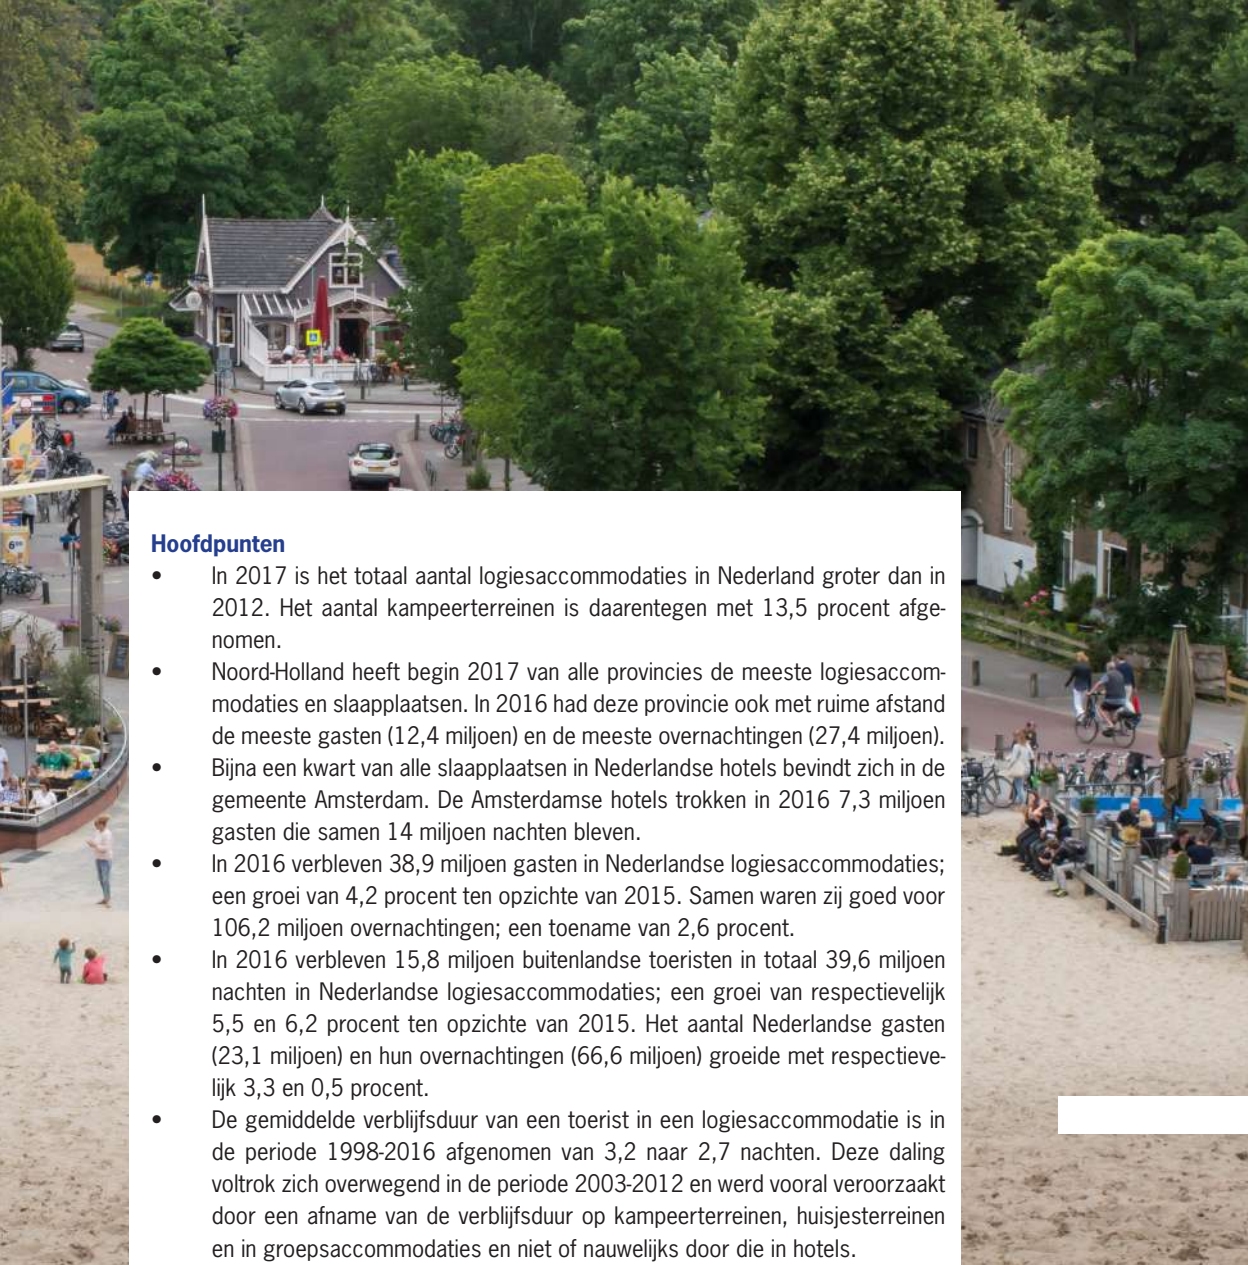 Hoofdpunten
• In 2017 is het totaal aantal logiesaccommodaties in Nederland groter dan in
2012. Het aantal kampeerterreinen is daarentegen met 13,5 procent afge-
nomen.
• Noord-Holland heeft begin 2017 van alle provincies de meeste logiesaccom-
modaties en slaapplaatsen. In 2016 had deze provincie ook met ruime afstand
de meeste gasten (12,4 miljoen) en de meeste overnachtingen (27,4 miljoen).
• Bijna een kwart van alle slaapplaatsen in Nederlandse hotels bevindt zich in de
gemeente Amsterdam. De Amsterdamse hotels trokken in 2016 7,3 miljoen
gasten die samen 14 miljoen nachten bleven.
• In 2016 verbleven 38,9 miljoen gasten in Nederlandse logiesaccommodaties;
een groei van 4,2 procent ten opzichte van 2015. Samen waren zij goed voor
106,2 miljoen overnachtingen; een toename van 2,6 procent.
• In 2016 verbleven 15,8 miljoen buitenlandse toeristen in totaal 39,6 miljoen
nachten in Nederlandse logiesaccommodaties; een groei van respectievelijk
5,5 en 6,2 procent ten opzichte van 2015. Het aantal Nederlandse gasten
(23,1 miljoen) en hun overnachtingen (66,6 miljoen) groeide met respectieve-
lijk 3,3 en 0,5 procent.
• De gemiddelde verblijfsduur van een toerist in een logiesaccommodatie is in
de periode 1998-2016 afgenomen van 3,2 naar 2,7 nachten. Deze daling
voltrok zich overwegend in de periode 2003-2012 en werd vooral veroorzaakt
door een afname van de verblijfsduur op kampeerterreinen, huisjesterreinen
en in groepsaccommodaties en niet of nauwelijks door die in hotels.